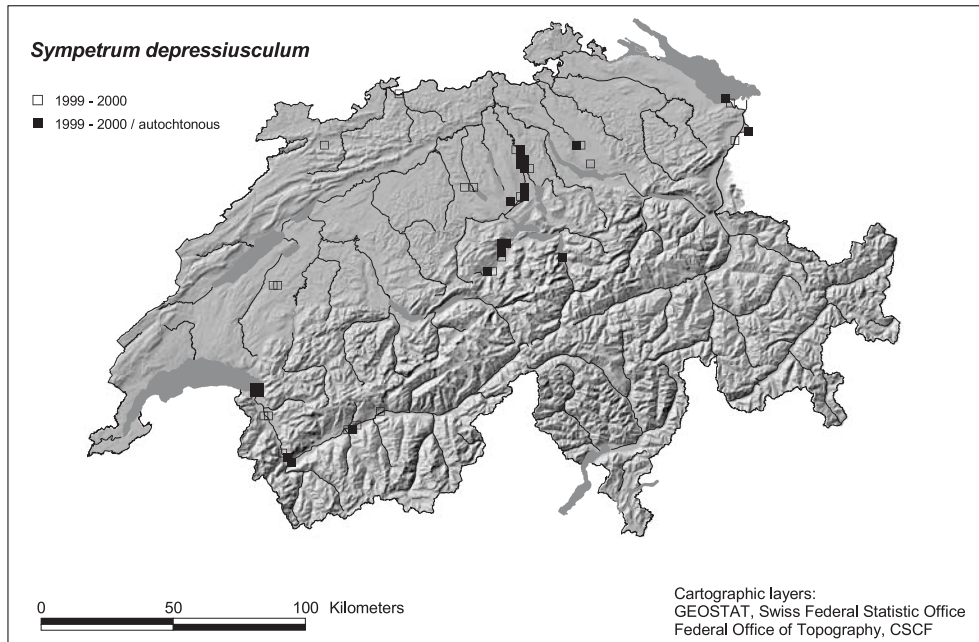 Sympetrum depressiusculum
1999 - 2000
1999 - 2000 / autochtonous
0 50 100 Kilometers
Cartographic layers:
GEOSTAT, Swiss Federal Statistic Office
Federal Office of Topography, CSCF